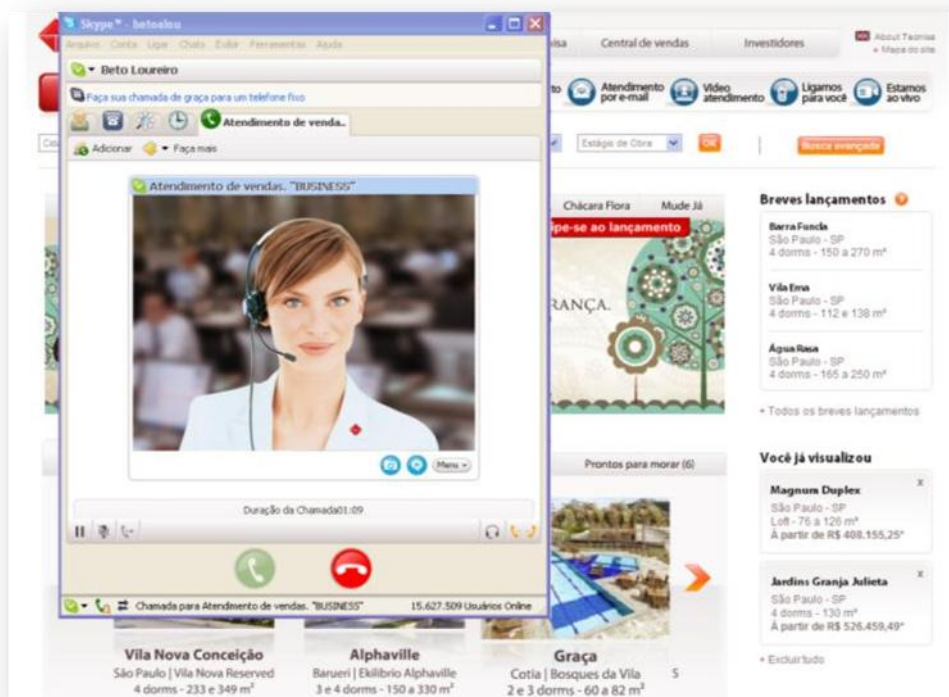 Skype™ - betoelou
Arquivo Conta Ligar Chats Exibir Ferramentas Ajuda
Beto Loureiro
Faça sua chamada de graça para um telefone fixo
Atendimento de venda..
Adicionar
Faça mais
Atendimento de vendas. "BUSINESS"
Menu
Duração da Chamada01:09
Chamada para Atendimento de vendas. "BUSINESS"
15.627.509 Usuários Online
Central de vendas
Investidores
About Tecnisa
+ Mapa do site
Atendimento
por e-mail
Vídeo
atendimento
Ligamos
para você
Estamos
ao vivo
Estágio de Obra
OK
Busca avançada
Chácara Flora
Mude Já
ipe-se ao lançamento
RANÇA.
Breves lançamentos
Barra Funda
São Paulo - SP
4 dorms - 150 a 270 m²
Vila Ema
São Paulo - SP
4 dorms - 112 e 138 m²
Água Rasa
São Paulo - SP
4 dorms - 165 a 250 m²
+ Todos os breves lançamentos
Prontos para morar (6)
Você já visualizou
Magnum Duplex
x
São Paulo - SP
Loft - 76 a 126 m²
A partir de R$ 408.155,25*
Jardins Granja Julieta
x
São Paulo - SP
4 dorms - 130 m²
A partir de R$ 526.459,49*
+ Excluir tudo
Vila Nova Conceição
São Paulo | Vila Nova Reserved
4 dorms - 233 e 349 m²
Alphaville
Barueri | Ekilibrio Alphaville
3 e 4 dorms - 150 a 330 m²
Graça
Cotia | Bosques da Vila
2 e 3 dorms - 60 a 82 m²
S